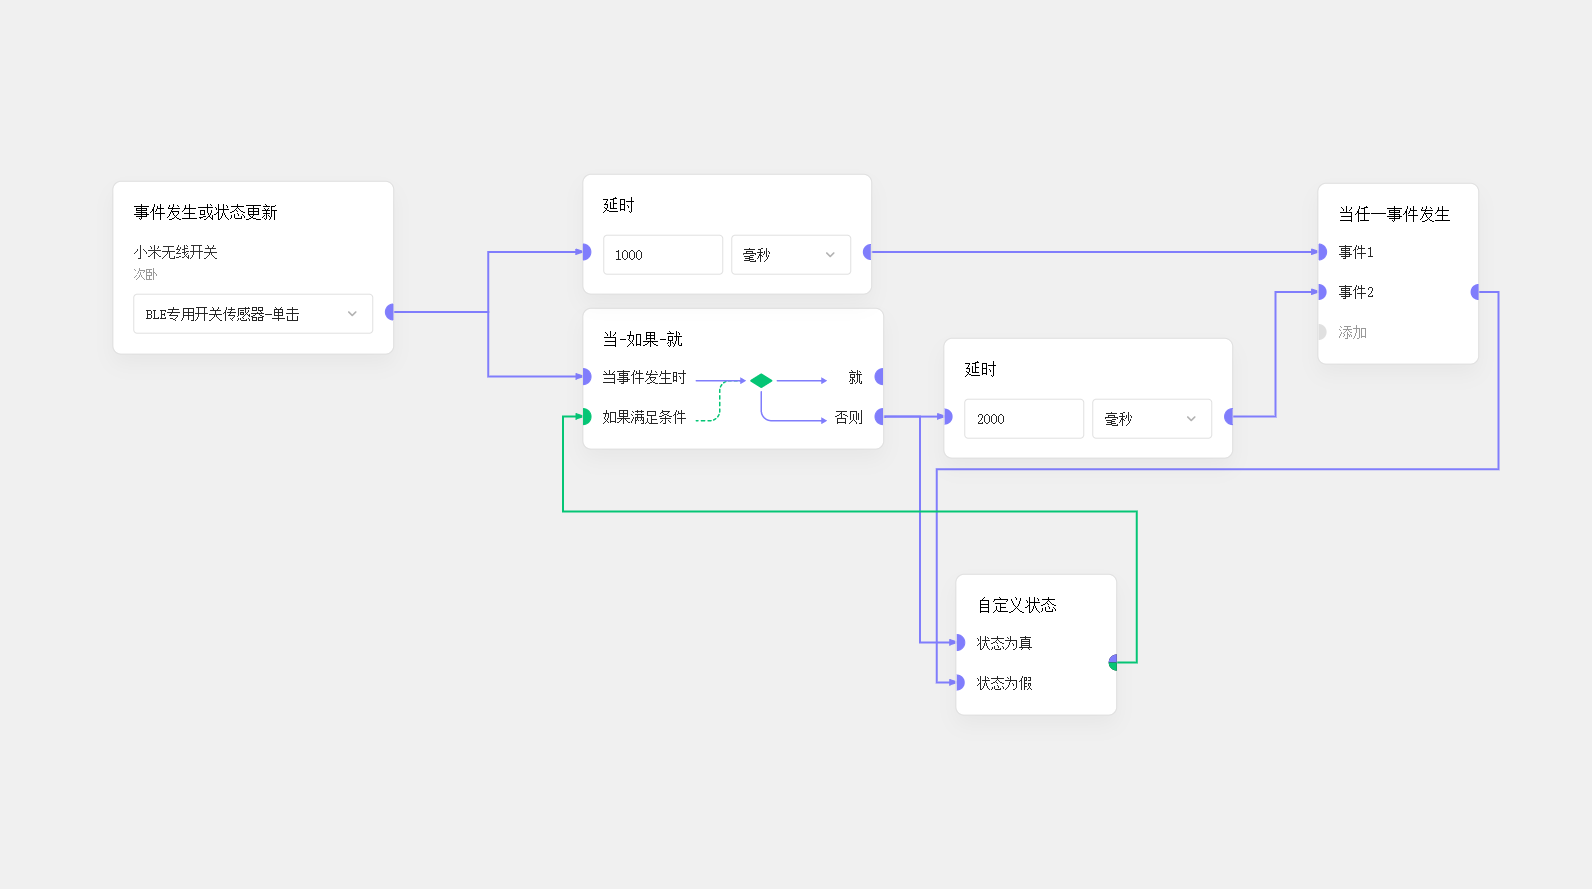 事件发生或状态更新
小米无线开关
次卧
BLE专用开关传感器-单击
延时
1000
毫秒
当-如果-就
当事件发生时
就
如果满足条件
否则
延时
2000
毫秒
当任一事件发生
事件1
事件2
添加
自定义状态
状态为真
状态为假